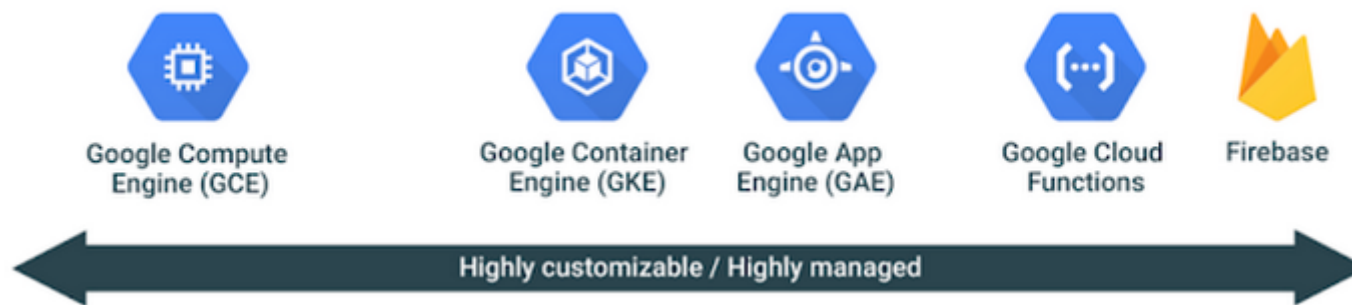 Google Compute
Engine (GCE)
Google Container
Engine (GKE)
Google App
Engine (GAE)
Google Cloud
Functions
Firebase
Highly customizable / Highly managed